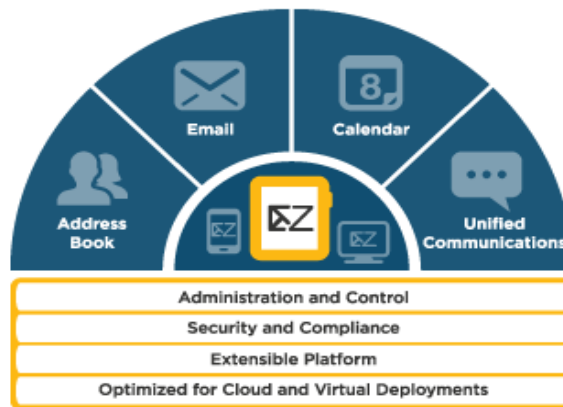 Email
Calendar
8
Address
Book
Unified
Communications
Z
Z
Z
Administration and Control
Security and Compliance
Extensible Platform
Optimized for Cloud and Virtual Deployments